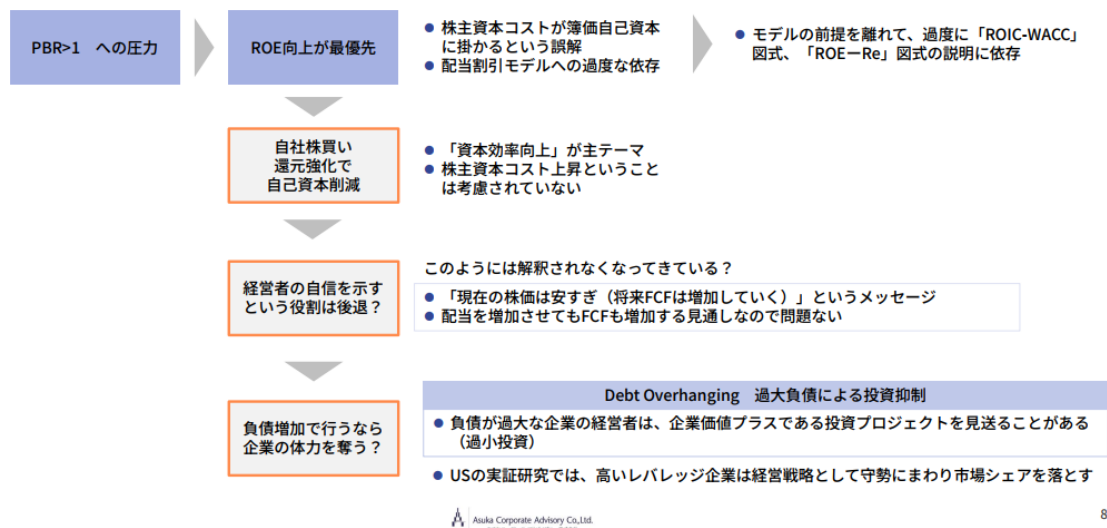 PBR>1 への圧力
ROE向上が最優先
● 株主資本コストが簿価自己資本
に掛かるという誤解
● 配当割引モデルへの過度な依存
● モデルの前提を離れて、過度に「ROIC-WACC」
図式、「ROEーRe」図式の説明に依存
自社株買い
還元強化で
自己資本削減
● 「資本効率向上」が主テーマ
● 株主資本コスト上昇ということ
は考慮されていない
経営者の自信を示す
という役割は後退？
このようには解釈されなくなってきている？
● 「現在の株価は安すぎ（将来FCFは増加していく）」というメッセージ
● 配当を増加させてもFCFも増加する見通しなので問題ない
負債増加で行うなら
企業の体力を奪う？
Debt Overhanging 過大負債による投資抑制
● 負債が過大な企業の経営者は、企業価値プラスである投資プロジェクトを見送ることがある
（過小投資）
● USの実証研究では、高いレバレッジ企業は経営戦略として守勢にまわり市場シェアを落とす
Asuka Corporate Advisory Co.,Ltd.
8